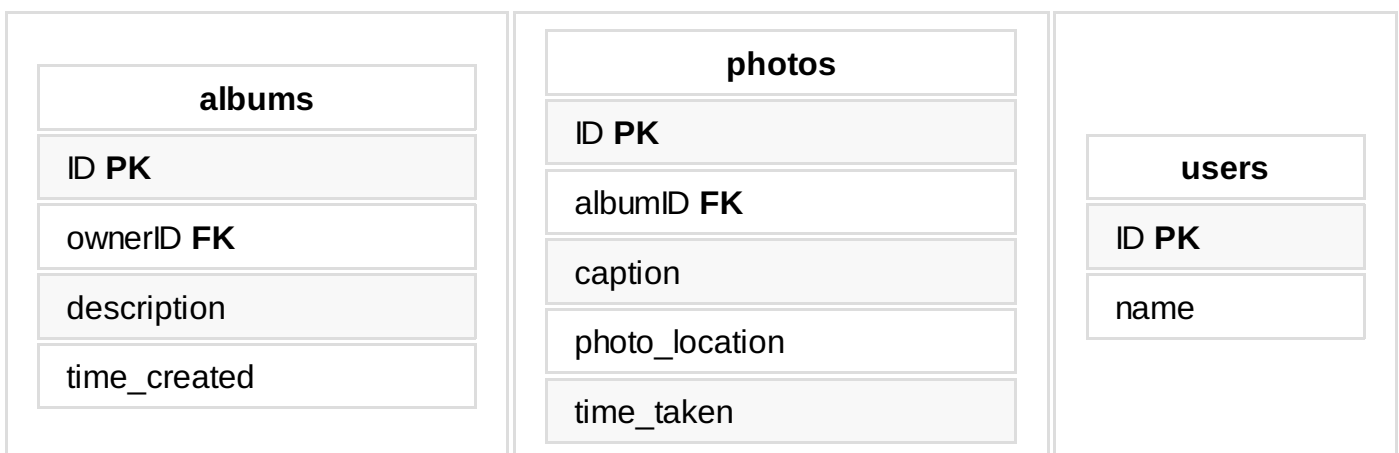 albums
ID PK
ownerID FK
description
time_created
photos
ID PK
albumID FK
caption
photo_location
time_taken
users
ID PK
name